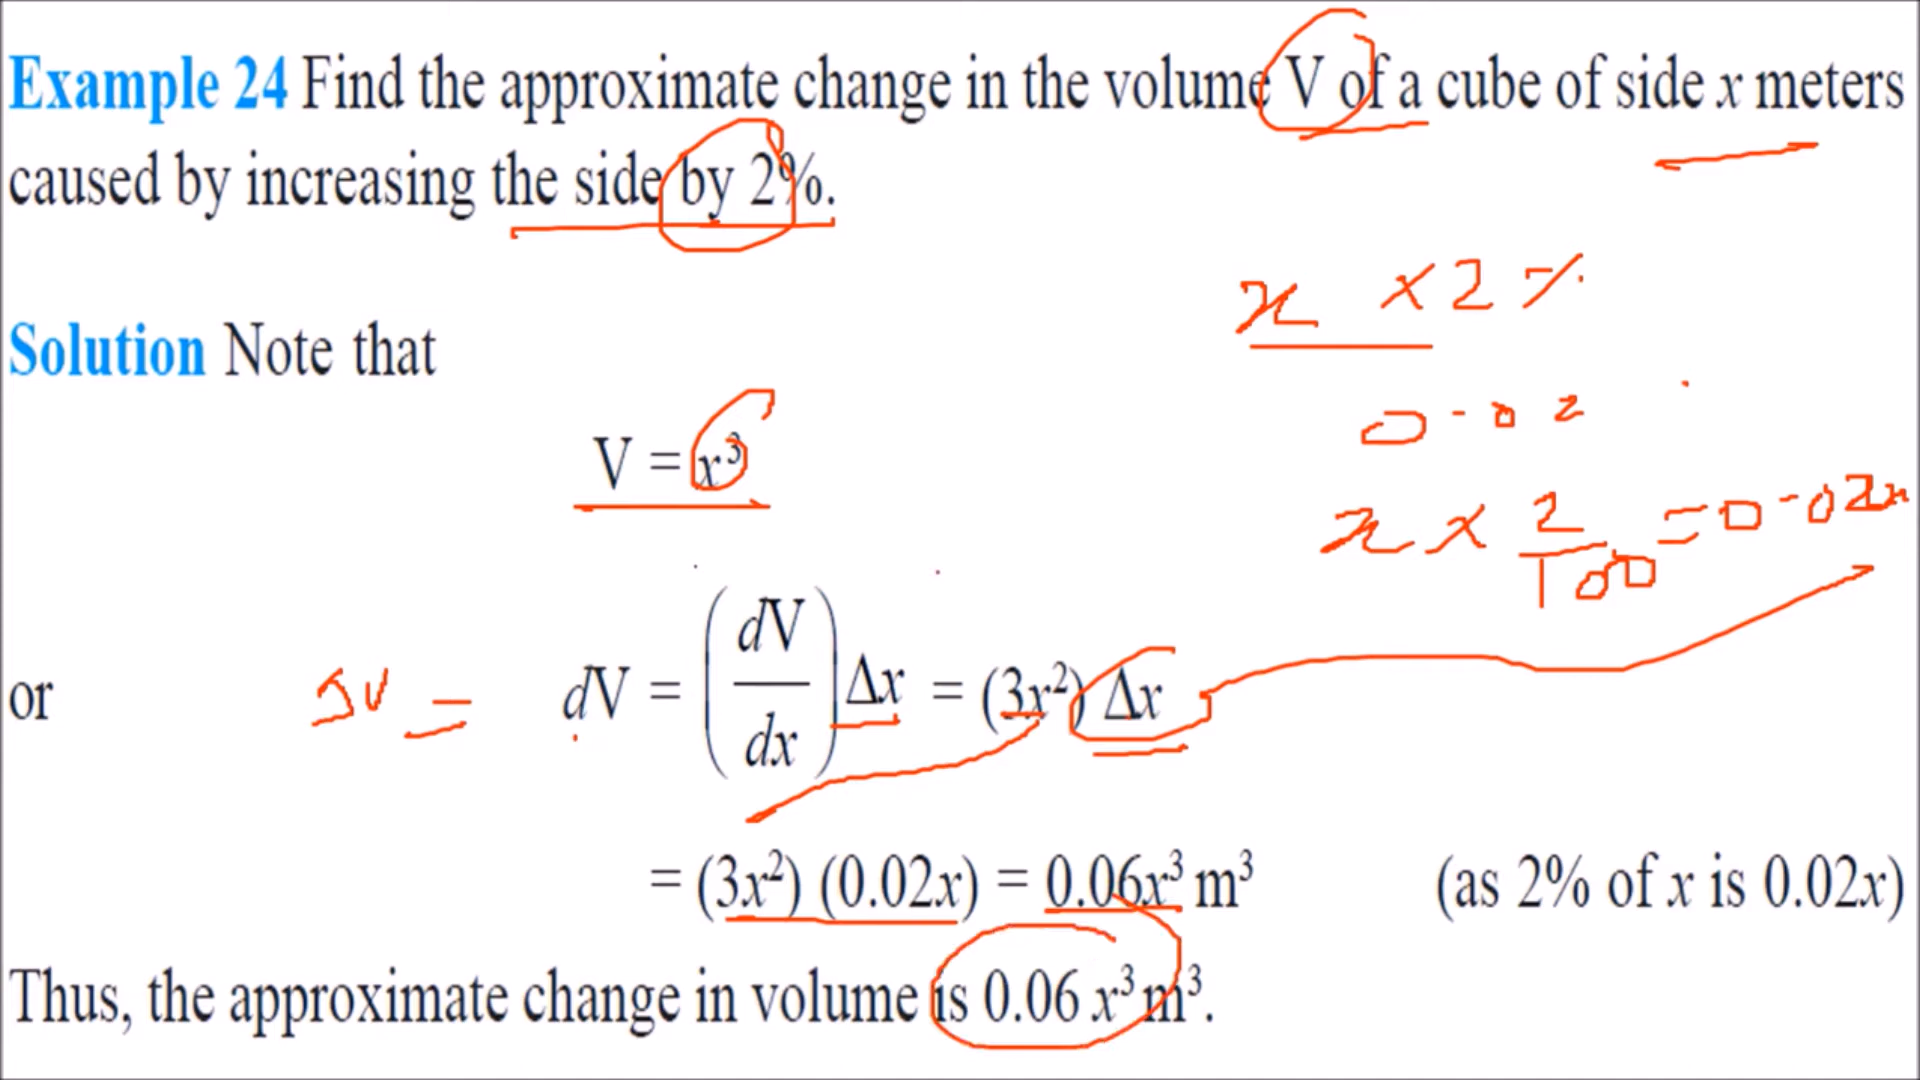 Example 24 Find the approximate change in the volume V of a cube of side x meters
caused by increasing the side by 2%.
x × 2 %
Solution Note that
0.02
V = x³
x × 2/100 = 0.02x
or ΔV = dV = (dV/dx) Δx = (3x²) Δx
= (3x²) (0.02x) = 0.06x³ m³ (as 2% of x is 0.02x)
Thus, the approximate change in volume is 0.06 x³ m³.